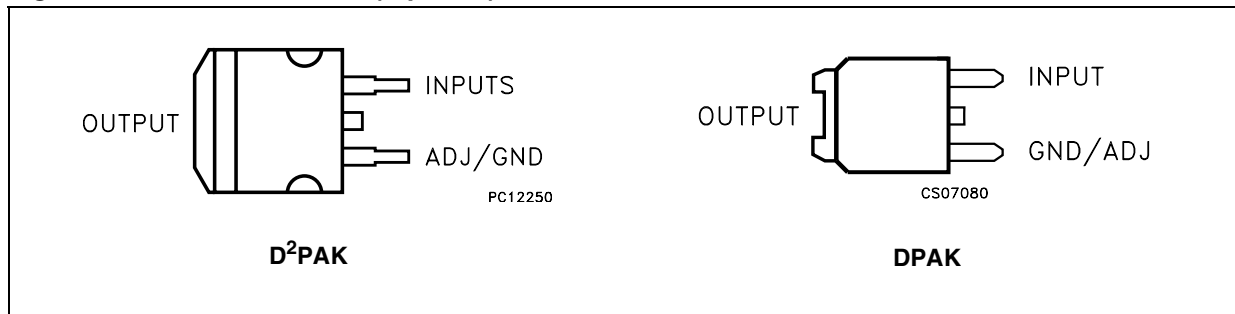 OUTPUT
INPUTS
ADJ/GND
PC12250
D²PAK
OUTPUT
INPUT
GND/ADJ
CS07080
DPAK